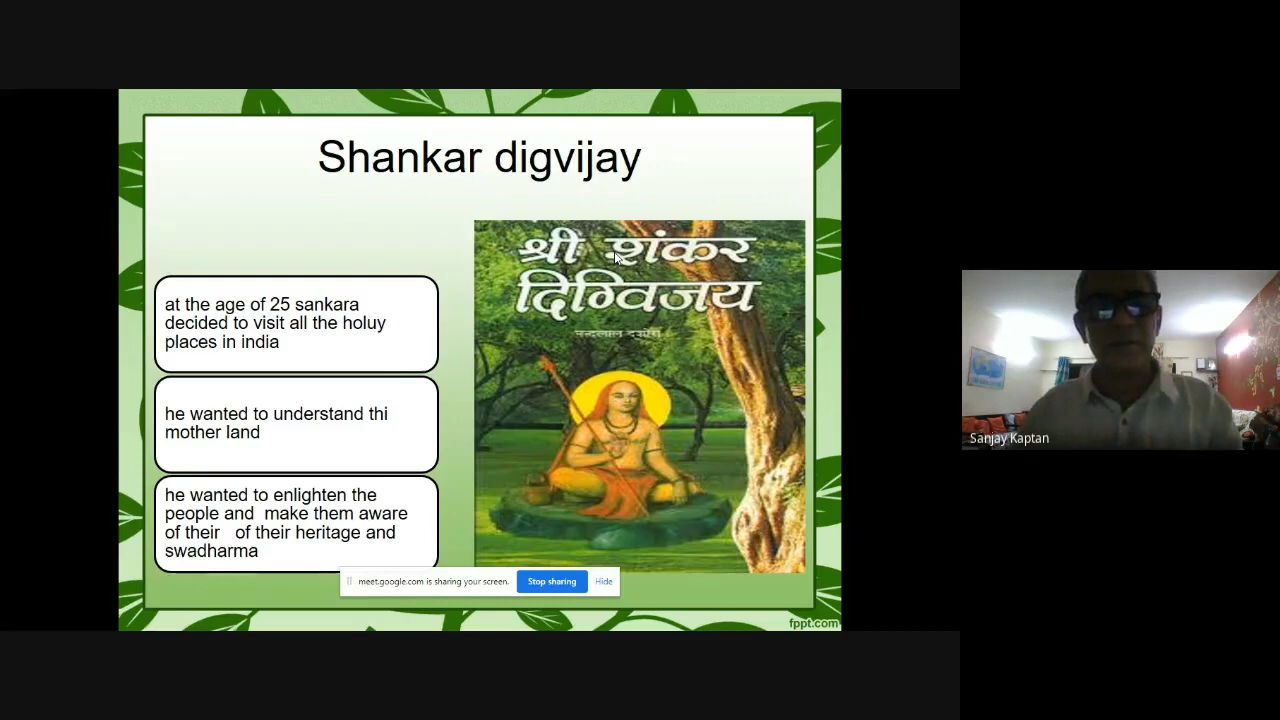 Shankar digvijay
at the age of 25 sankara
decided to visit all the holuy
places in india
he wanted to understand thi
mother land
he wanted to enlighten the
people and make them aware
of their of their heritage and
swadharma
श्री शंकर
दिग्विजय
नन्दलाल दशोरा
meet.google.com is sharing your screen.
Stop sharing
Hide
fppt.com
Sanjay Kaptan